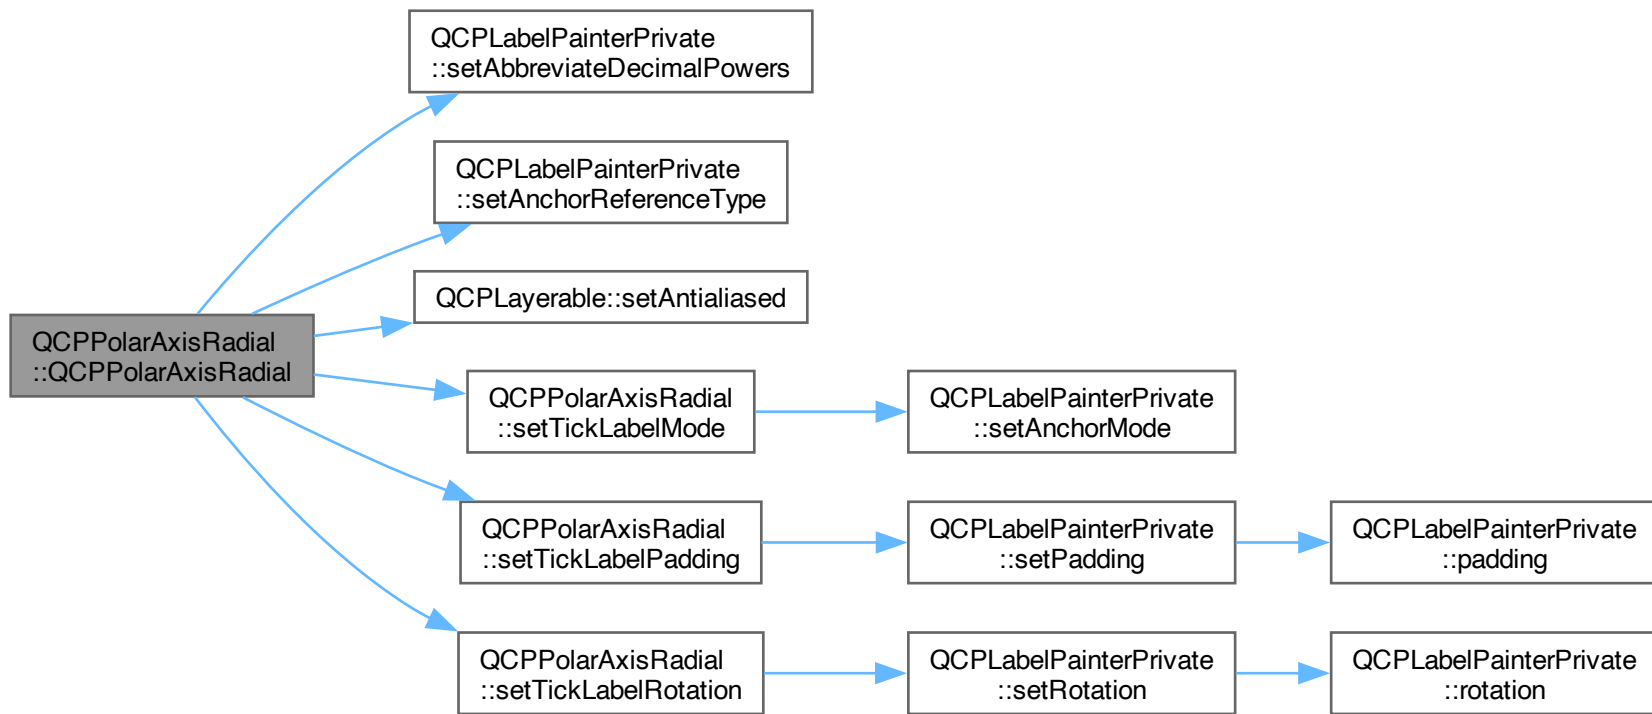 QCPLabelPainterPrivate
::setAbbreviateDecimalPowers
QCPLabelPainterPrivate
::setAnchorReferenceType
QCPLayerable::setAntialiased
QCPPolarAxisRadial
::QCPPolarAxisRadial
QCPPolarAxisRadial
::setTickLabelMode
QCPLabelPainterPrivate
::setAnchorMode
QCPPolarAxisRadial
::setTickLabelPadding
QCPLabelPainterPrivate
::setPadding
QCPLabelPainterPrivate
::padding
QCPPolarAxisRadial
::setTickLabelRotation
QCPLabelPainterPrivate
::setRotation
QCPLabelPainterPrivate
::rotation